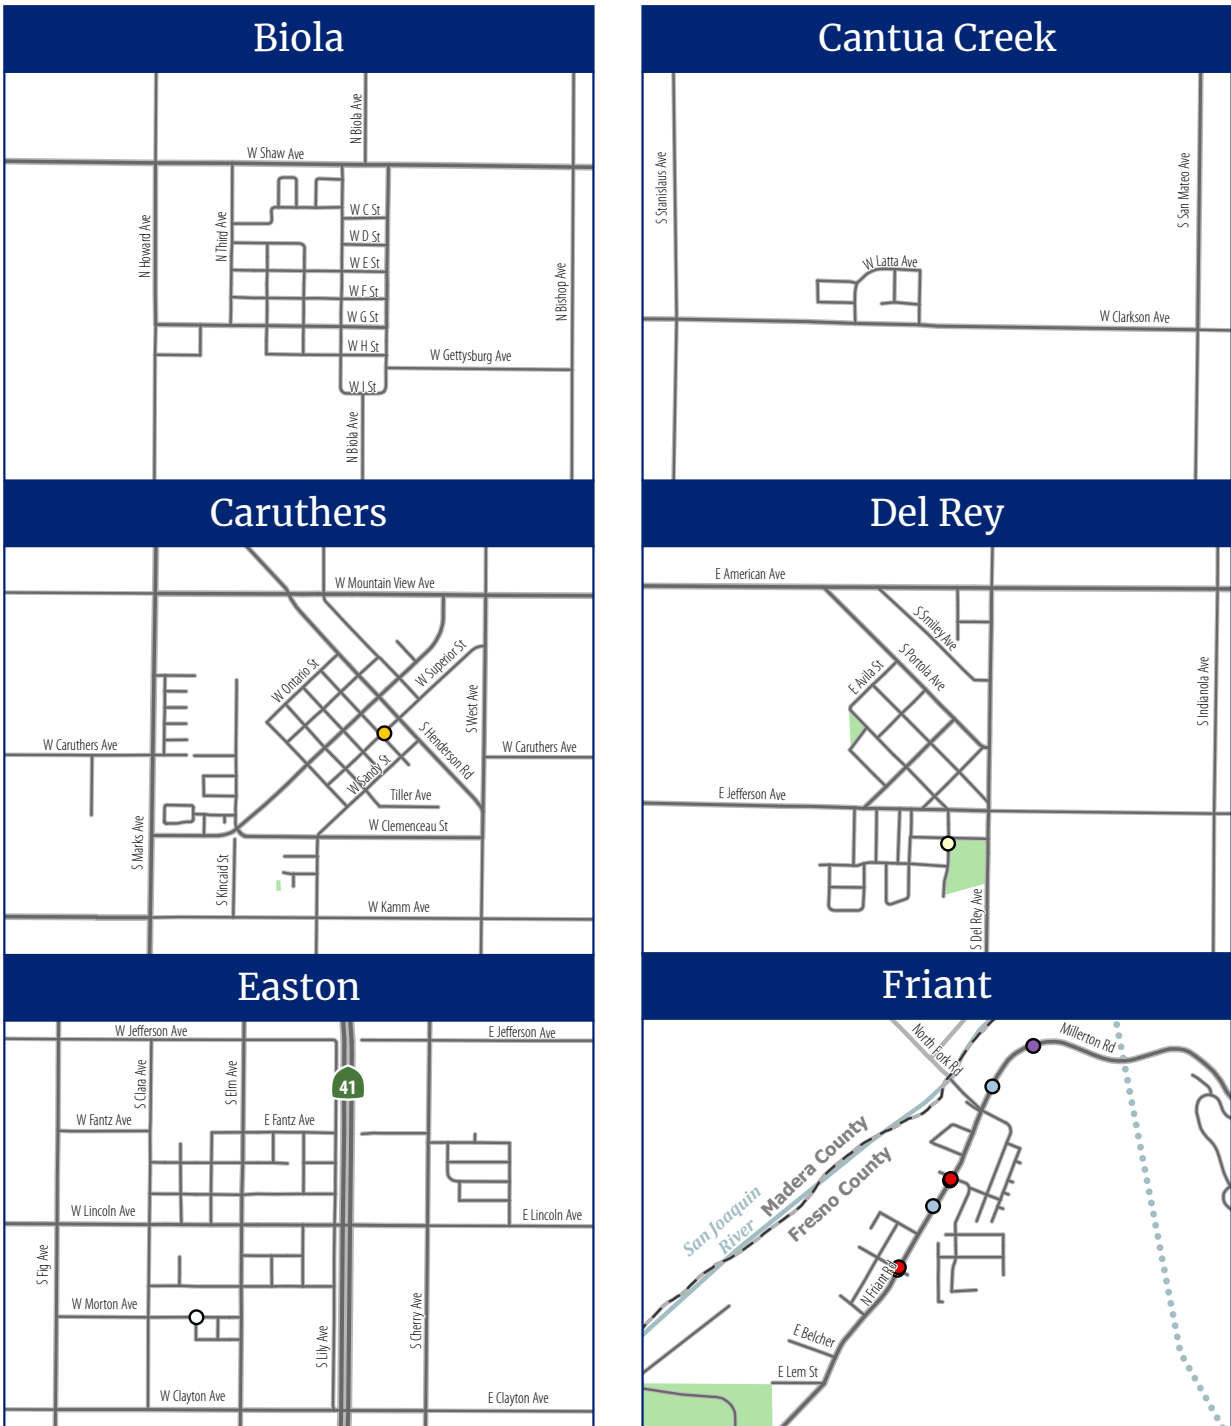 Biola
N Biola Ave
W Shaw Ave
N Howard Ave
N Third Ave
W C St
W D St
W E St
W F St
W G St
W H St
W I St
N Bishop Ave
W Gettysburg Ave
N Biola Ave
Cantua Creek
S Stanislaus Ave
S San Mateo Ave
W Latta Ave
W Clarkson Ave
Caruthers
W Mountain View Ave
W Ontario St
W Superior St
S West Ave
S Henderson Rd
W Caruthers Ave
W Caruthers Ave
W Sandy St
Tiller Ave
W Clemenceau St
S Marks Ave
S Kincaid St
W Kamm Ave
Del Rey
E American Ave
S Smiley Ave
S Portola Ave
E Avila St
S Indianola Ave
E Jefferson Ave
S Del Rey Ave
Easton
W Jefferson Ave
E Jefferson Ave
S Clara Ave
S Elm Ave
41
W Fantz Ave
E Fantz Ave
W Lincoln Ave
E Lincoln Ave
S Fig Ave
W Morton Ave
S Lily Ave
S Cherry Ave
W Clayton Ave
E Clayton Ave
Friant
North Fork Rd
Millerton Rd
Madera County
Fresno County
San Joaquin
River
N Friant Rd
E Belcher
E Lem St